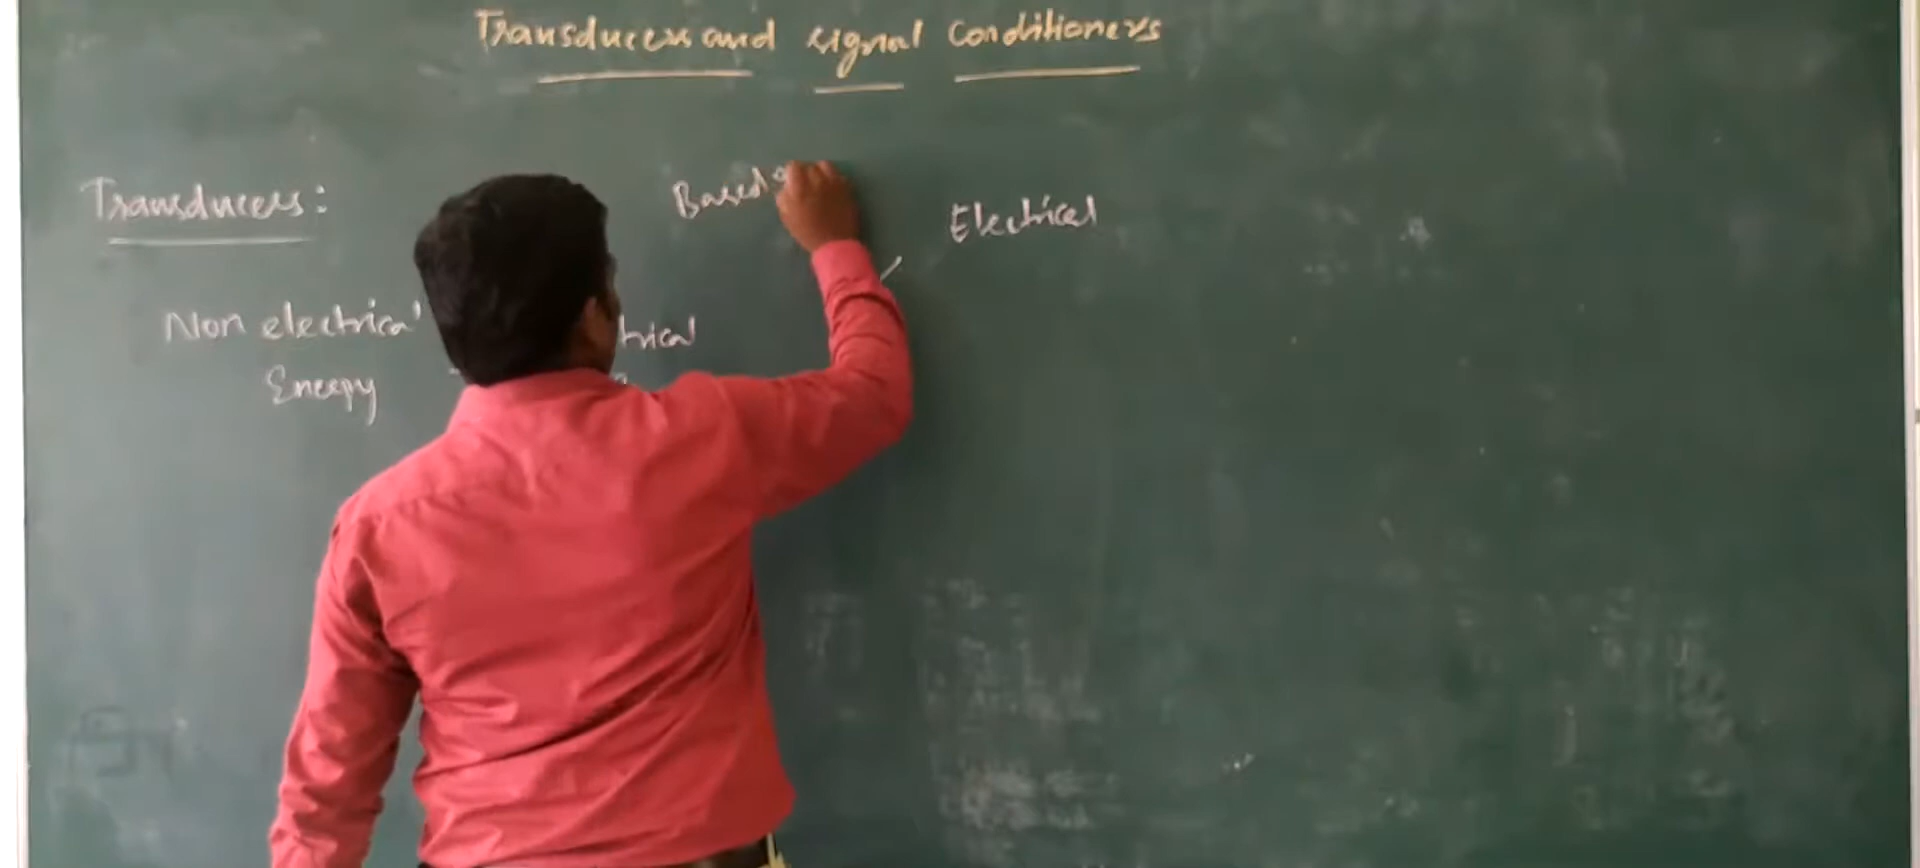 Transducers and signal conditioners
Transducers:
Based
Electrical
Non electrical
trical
Energy